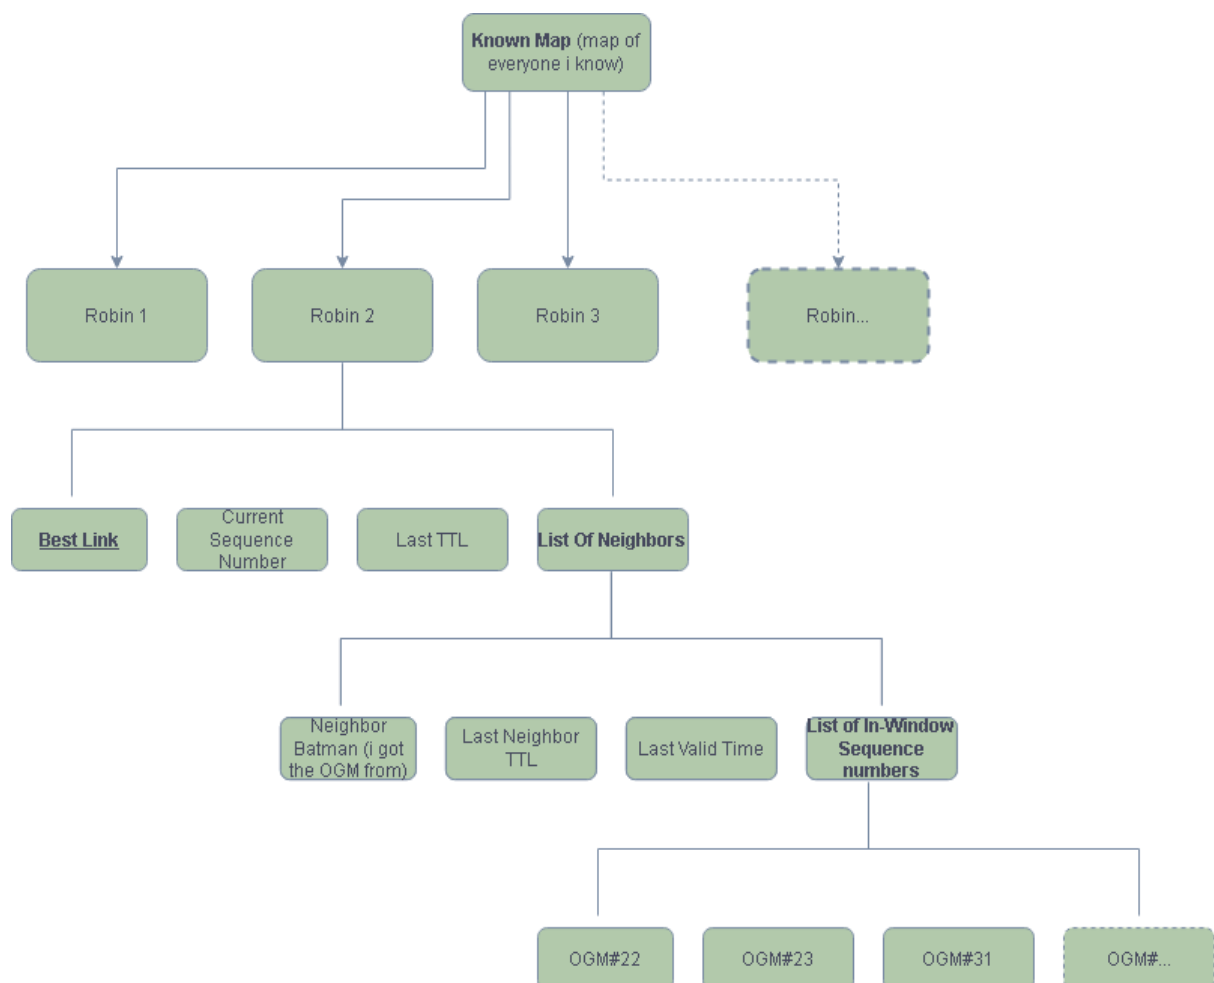 Known Map (map of
everyone i know)
Robin 1
Robin 2
Robin 3
Robin...
Best Link
Current
Sequence
Number
Last TTL
List Of Neighbors
Neighbor
Batman (i got
the OGM from)
Last Neighbor
TTL
Last Valid Time
List of In-Window
Sequence
numbers
OGM#22
OGM#23
OGM#31
OGM#...